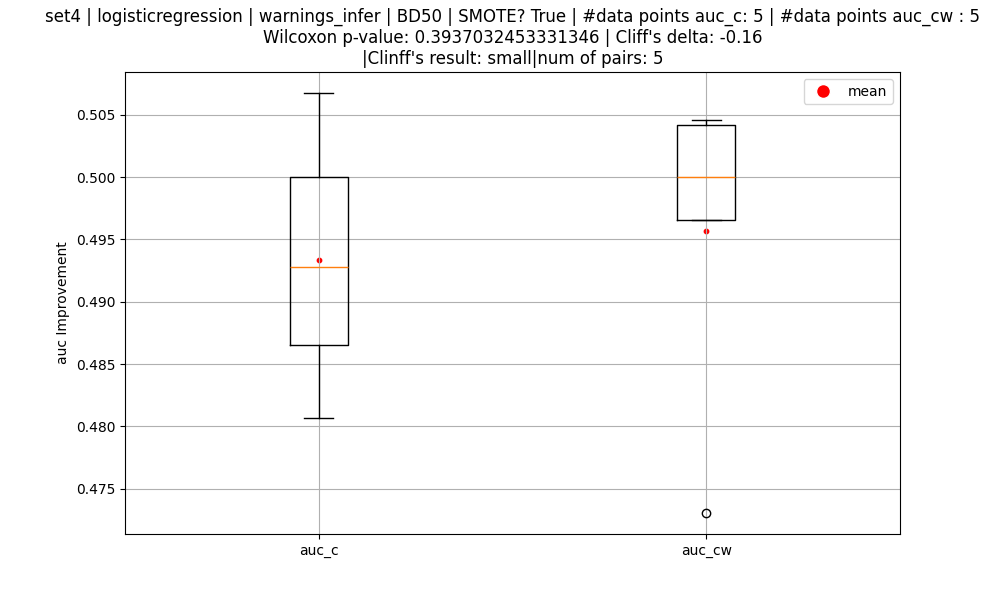 set4 | logisticregression | warnings_infer | BD50 | SMOTE? True | #data points auc_c: 5 | #data points auc_cw : 5
Wilcoxon p-value: 0.3937032453331346 | Cliff's delta: -0.16
|Clinff's result: small|num of pairs: 5
mean
0.505
0.500
0.495
0.490
0.485
0.480
0.475
auc Improvement
auc_c
auc_cw